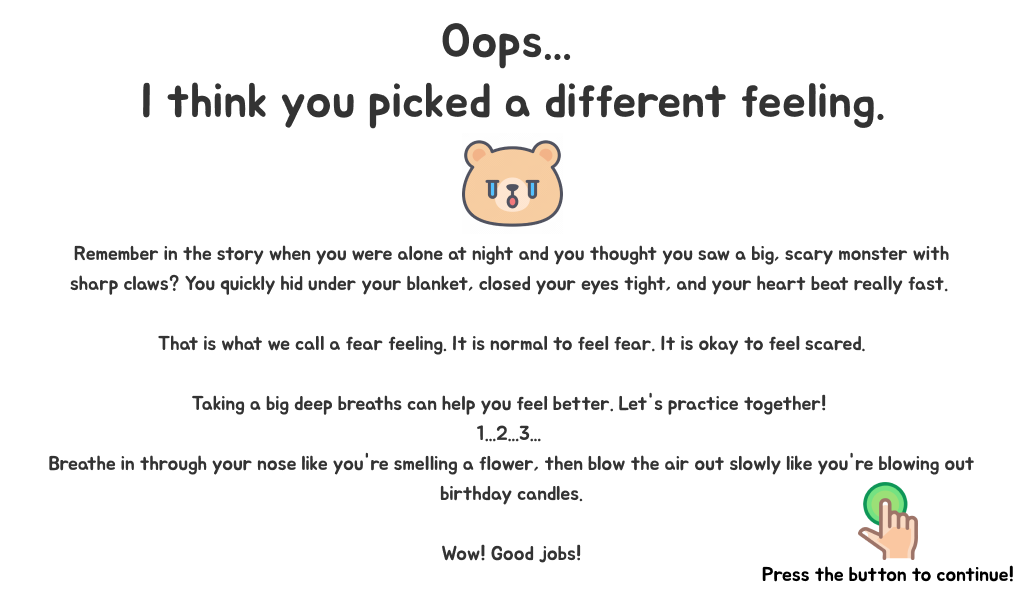 Oops...
I think you picked a different feeling.
Remember in the story when you were alone at night and you thought you saw a big, scary monster with
sharp claws? You quickly hid under your blanket, closed your eyes tight, and your heart beat really fast.
That is what we call a fear feeling. It is normal to feel fear. It is okay to feel scared.
Taking a big deep breaths can help you feel better. Let's practice together!
1...2...3...
Breathe in through your nose like you're smelling a flower, then blow the air out slowly like you're blowing out
birthday candles.
Wow! Good jobs!
Press the button to continue!